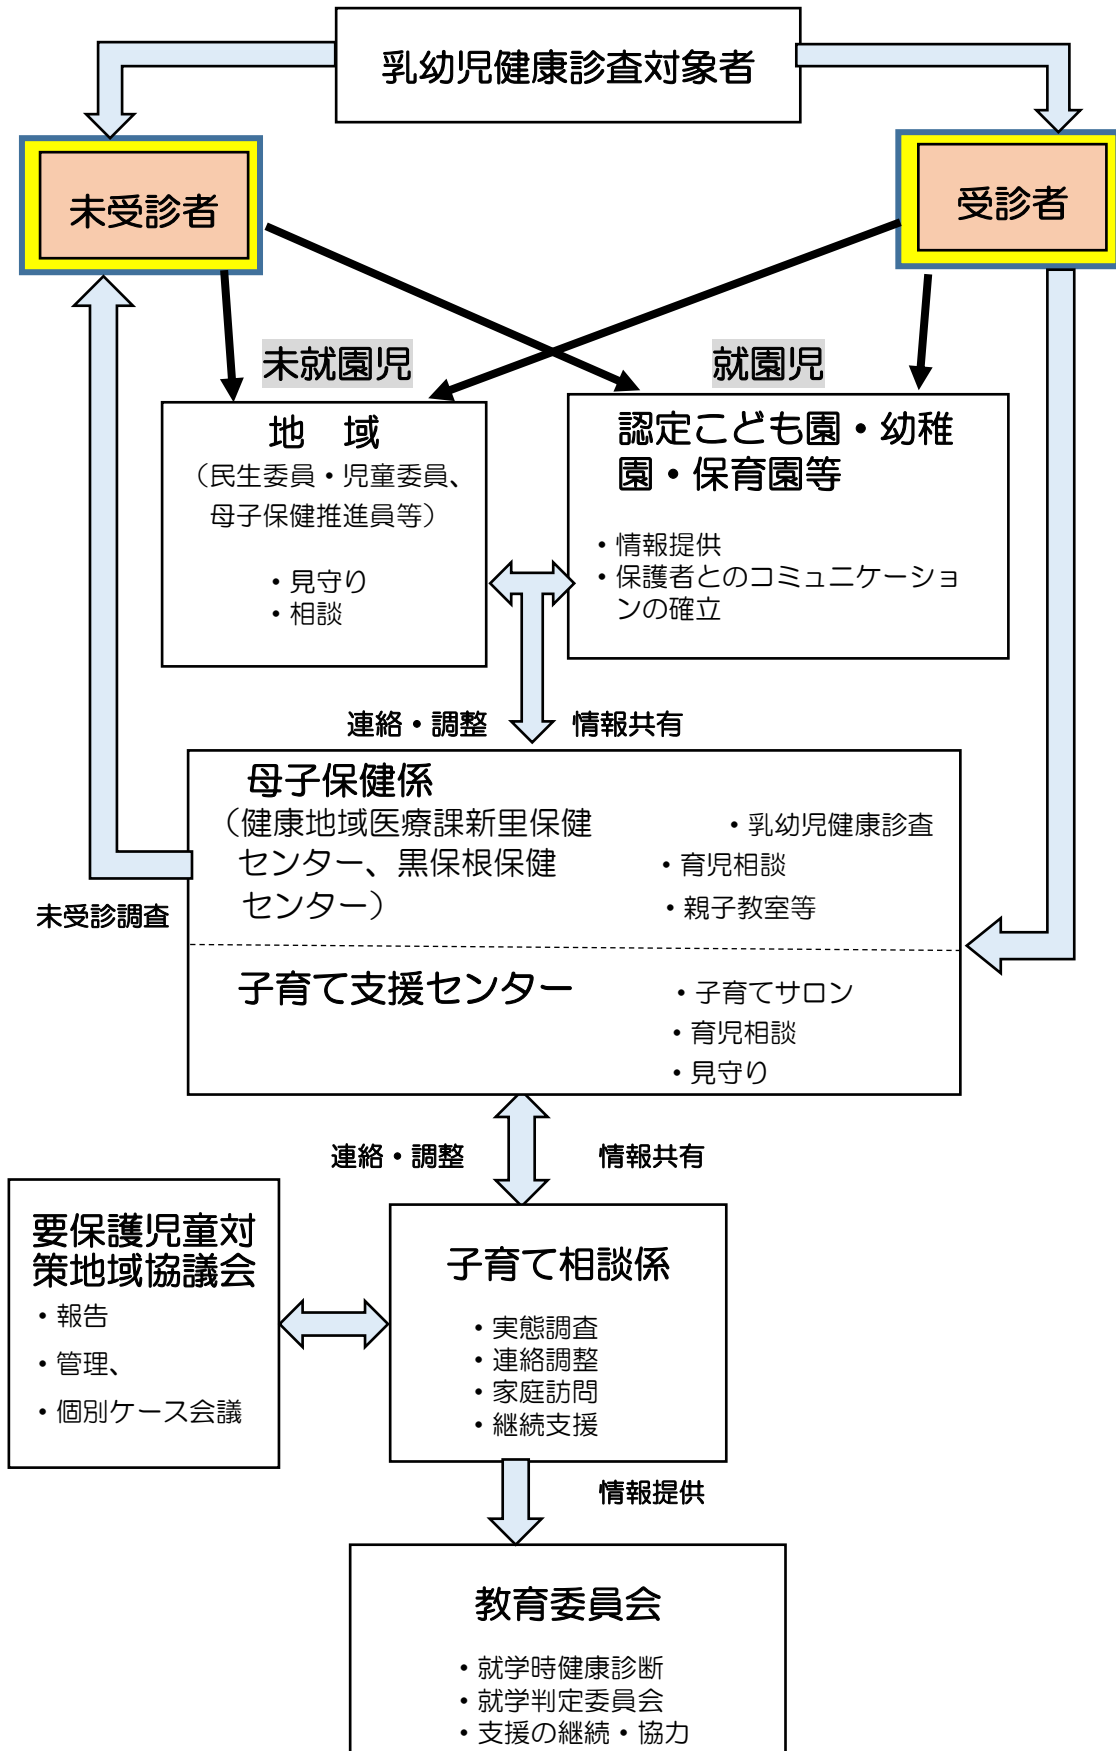 乳幼児健康診査対象者
未受診者
受診者
未就園児
就園児
地　域
（民生委員・児童委員、
母子保健推進員等）
・見守り
・相談
認定こども園・幼稚
園・保育園等
・情報提供
・保護者とのコミュニケーショ
ンの確立
連絡・調整
情報共有
母子保健係
（健康地域医療課新里保健
センター、黒保根保健
センター）
・乳幼児健康診査
・育児相談
・親子教室等
未受診調査
子育て支援センター
・子育てサロン
・育児相談
・見守り
連絡・調整
情報共有
要保護児童対
策地域協議会
・報告
・管理、
・個別ケース会議
子育て相談係
・実態調査
・連絡調整
・家庭訪問
・継続支援
情報提供
教育委員会
・就学時健康診断
・就学判定委員会
・支援の継続・協力